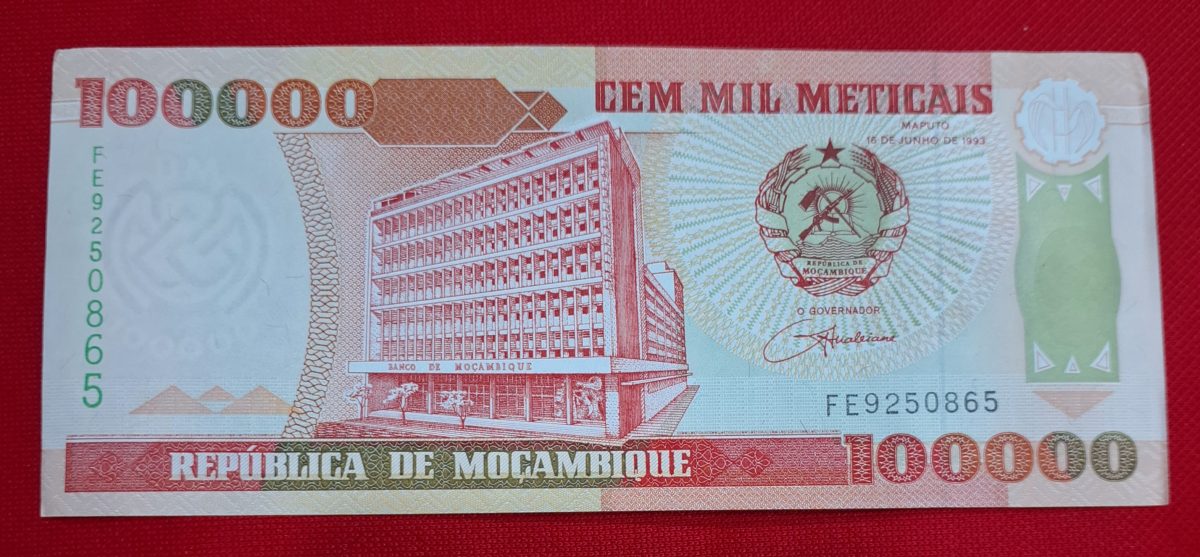 100000
CEM MIL METICAIS
MAPUTO
16 DE JUNHO DE 1993
FE9250865
REPÚBLICA DE
MOÇAMBIQUE
O GOVERNADOR
BANCO DE MOÇAMBIQUE
FE9250865
REPÚBLICA DE MOÇAMBIQUE
100000